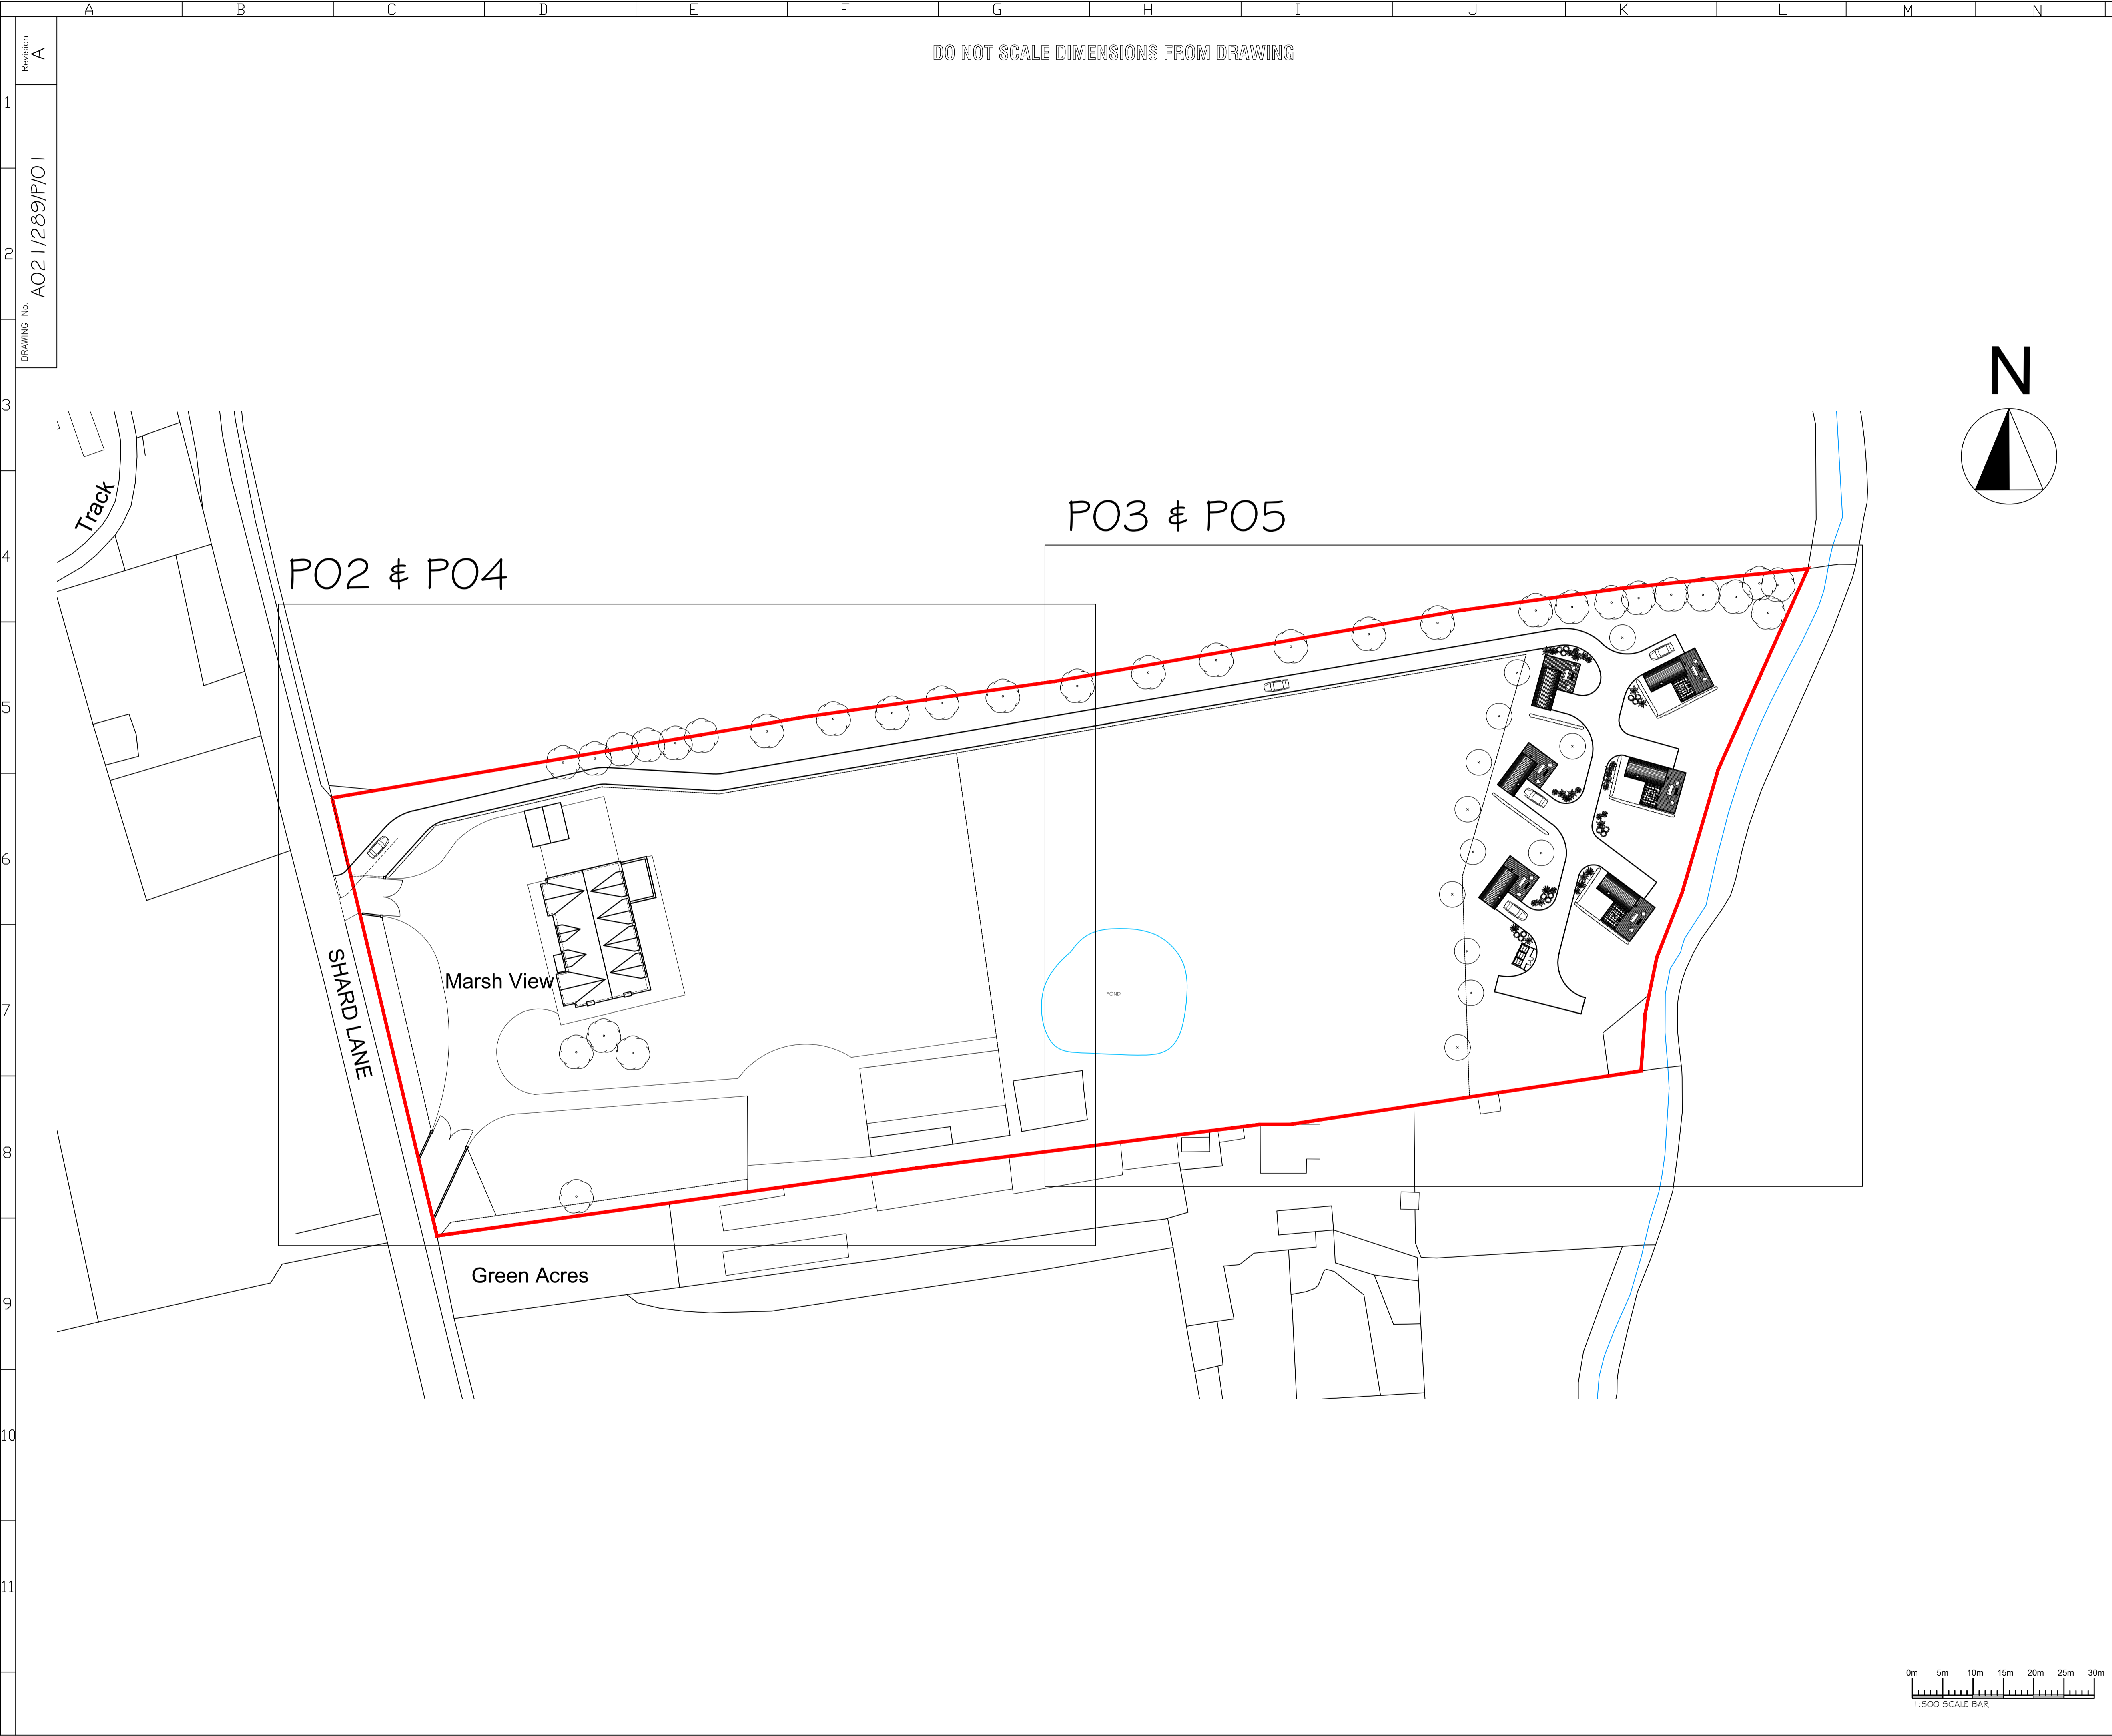 A B C D E F G H I J K L M N
DO NOT SCALE DIMENSIONS FROM DRAWING
Revision
A
DRAWING No.
A021/289/P/01
1
2
3
4
5
6
7
8
9
10
11
N
Track
P02 & P04
P03 & P05
SHARD LANE
Marsh View
POND
Green Acres
0m 5m 10m 15m 20m 25m 30m
1:500 SCALE BAR